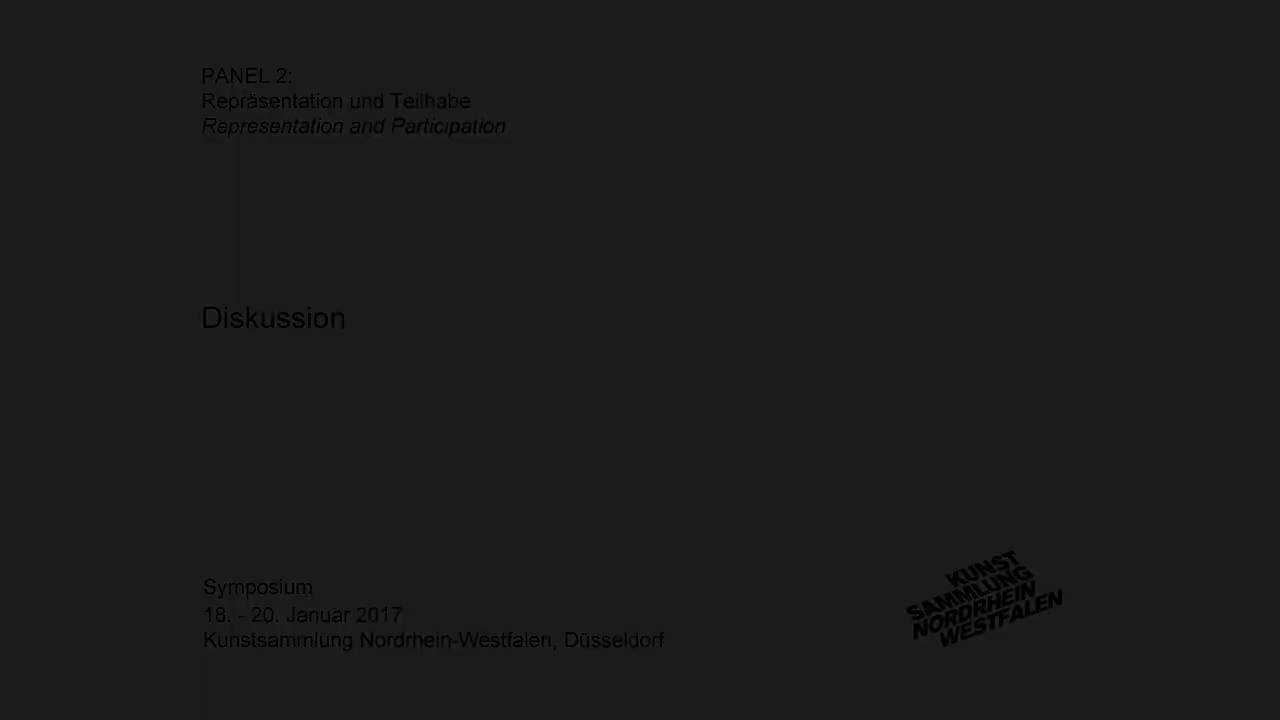 PANEL 2:
Repräsentation und Teilhabe
Representation and Participation
Diskussion
Symposium
18. - 20. Januar 2017
Kunstsammlung Nordrhein-Westfalen, Düsseldorf
KUNST
SAMMLUNG
NORDRHEIN
WESTFALEN